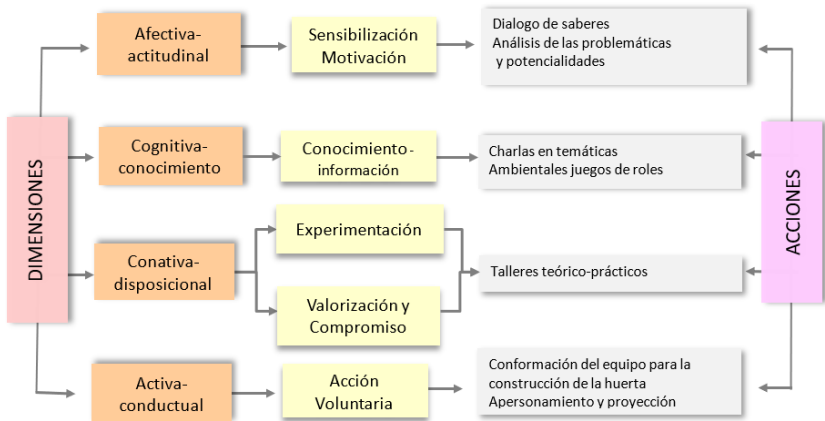 DIMENSIONES
Afectiva-
actitudinal
Sensibilización
Motivación
Dialogo de saberes
Análisis de las problemáticas
y potencialidades
Cognitiva-
conocimiento
Conocimiento-
información
Charlas en temáticas
Ambientales juegos de roles
Conativa-
disposicional
Experimentación
Valorización y
Compromiso
Talleres teórico-prácticos
Activa-
conductual
Acción
Voluntaria
Conformación del equipo para la
construcción de la huerta
Apersonamiento y proyección
ACCIONES